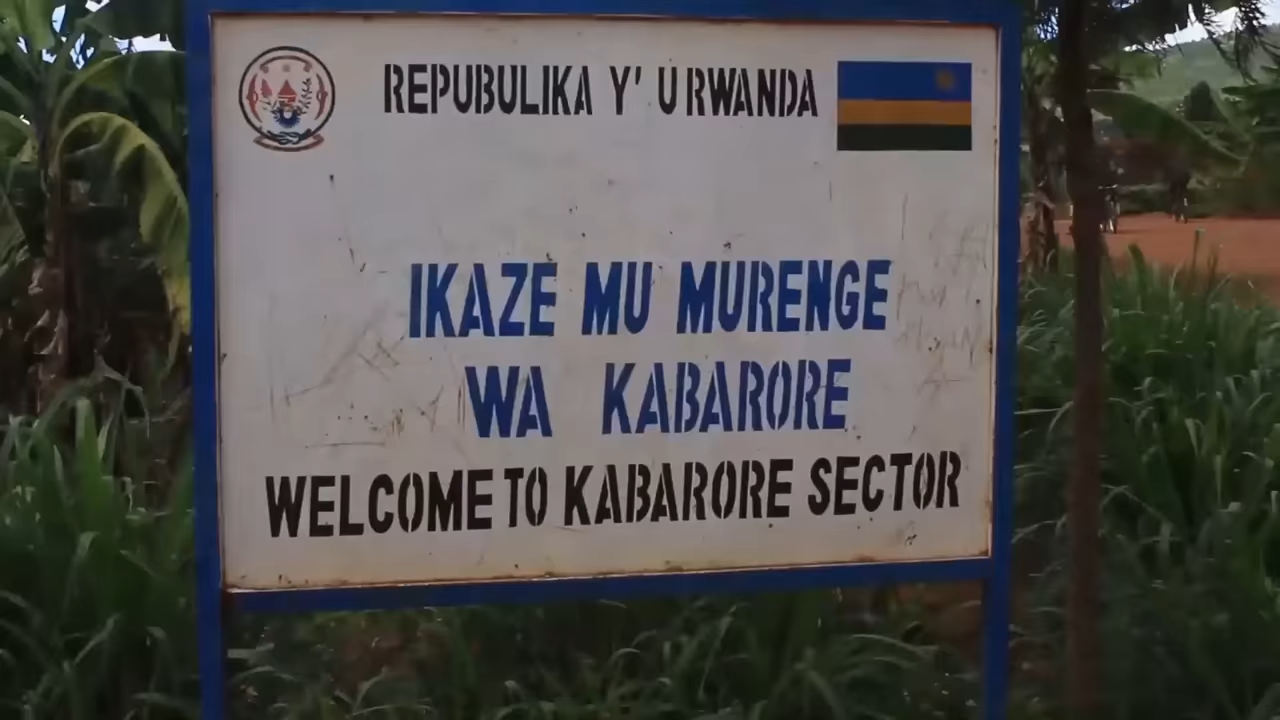 REPUBULIKA Y' U RWANDA
IKAZE MU MURENGE
WA KABARORE
WELCOME TO KABARORE SECTOR